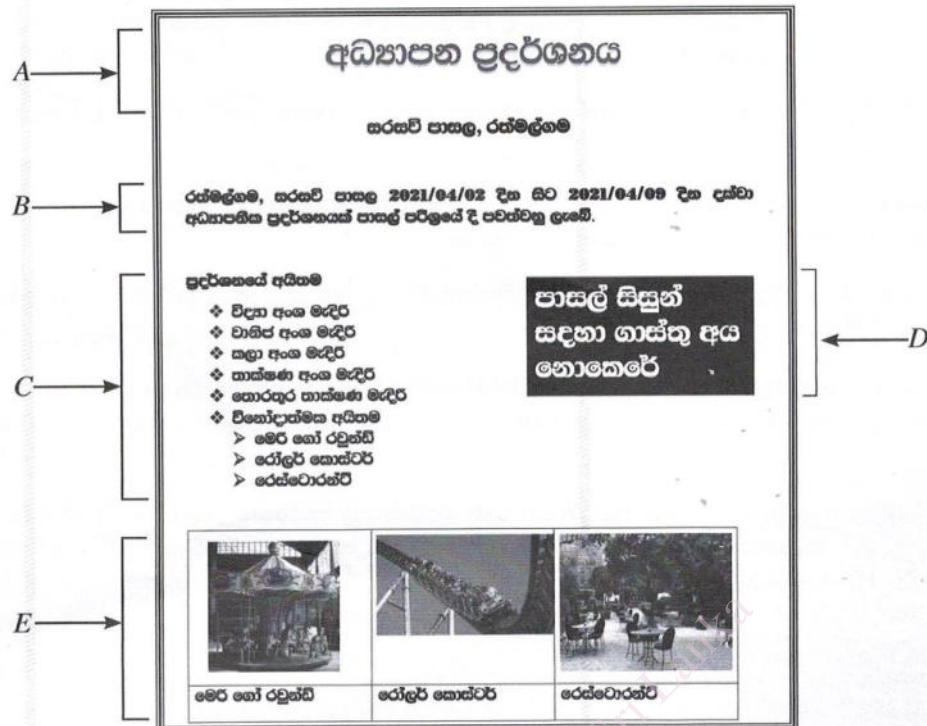 අධ්‍යාපන ප්‍රදර්ශනය
A
සරසවි පාසල, රත්මල්ගම
රත්මල්ගම, සරසවි පාසල 2021/04/02 දින සිට 2021/04/09 දින දක්වා
අධ්‍යාපනික ප්‍රදර්ශනයක් පාසල් පරිශ්‍රයේ දී පවත්වනු ලැබේ.
B
ප්‍රදර්ශනයේ අයිතම
❖ විද්‍යා අංශ මැදිරි
❖ වානිජ අංශ මැදිරි
❖ කලා අංශ මැදිරි
❖ තාක්ෂණ අංශ මැදිරි
❖ තොරතුර තාක්ෂණ මැදිරි
❖ විනෝදාත්මක අයිතම
➢ මෙරි ගෝ රවුන්ඩ්
➢ රෝලර් කොස්ටර්
➢ රෙස්ටොරන්ට්
C
පාසල් සිසුන්
සදහා ගාස්තු අය
නොකෙරේ
D
E
මෙරි ගෝ රවුන්ඩ් රෝලර් කොස්ටර් රෙස්ටොරන්ට්